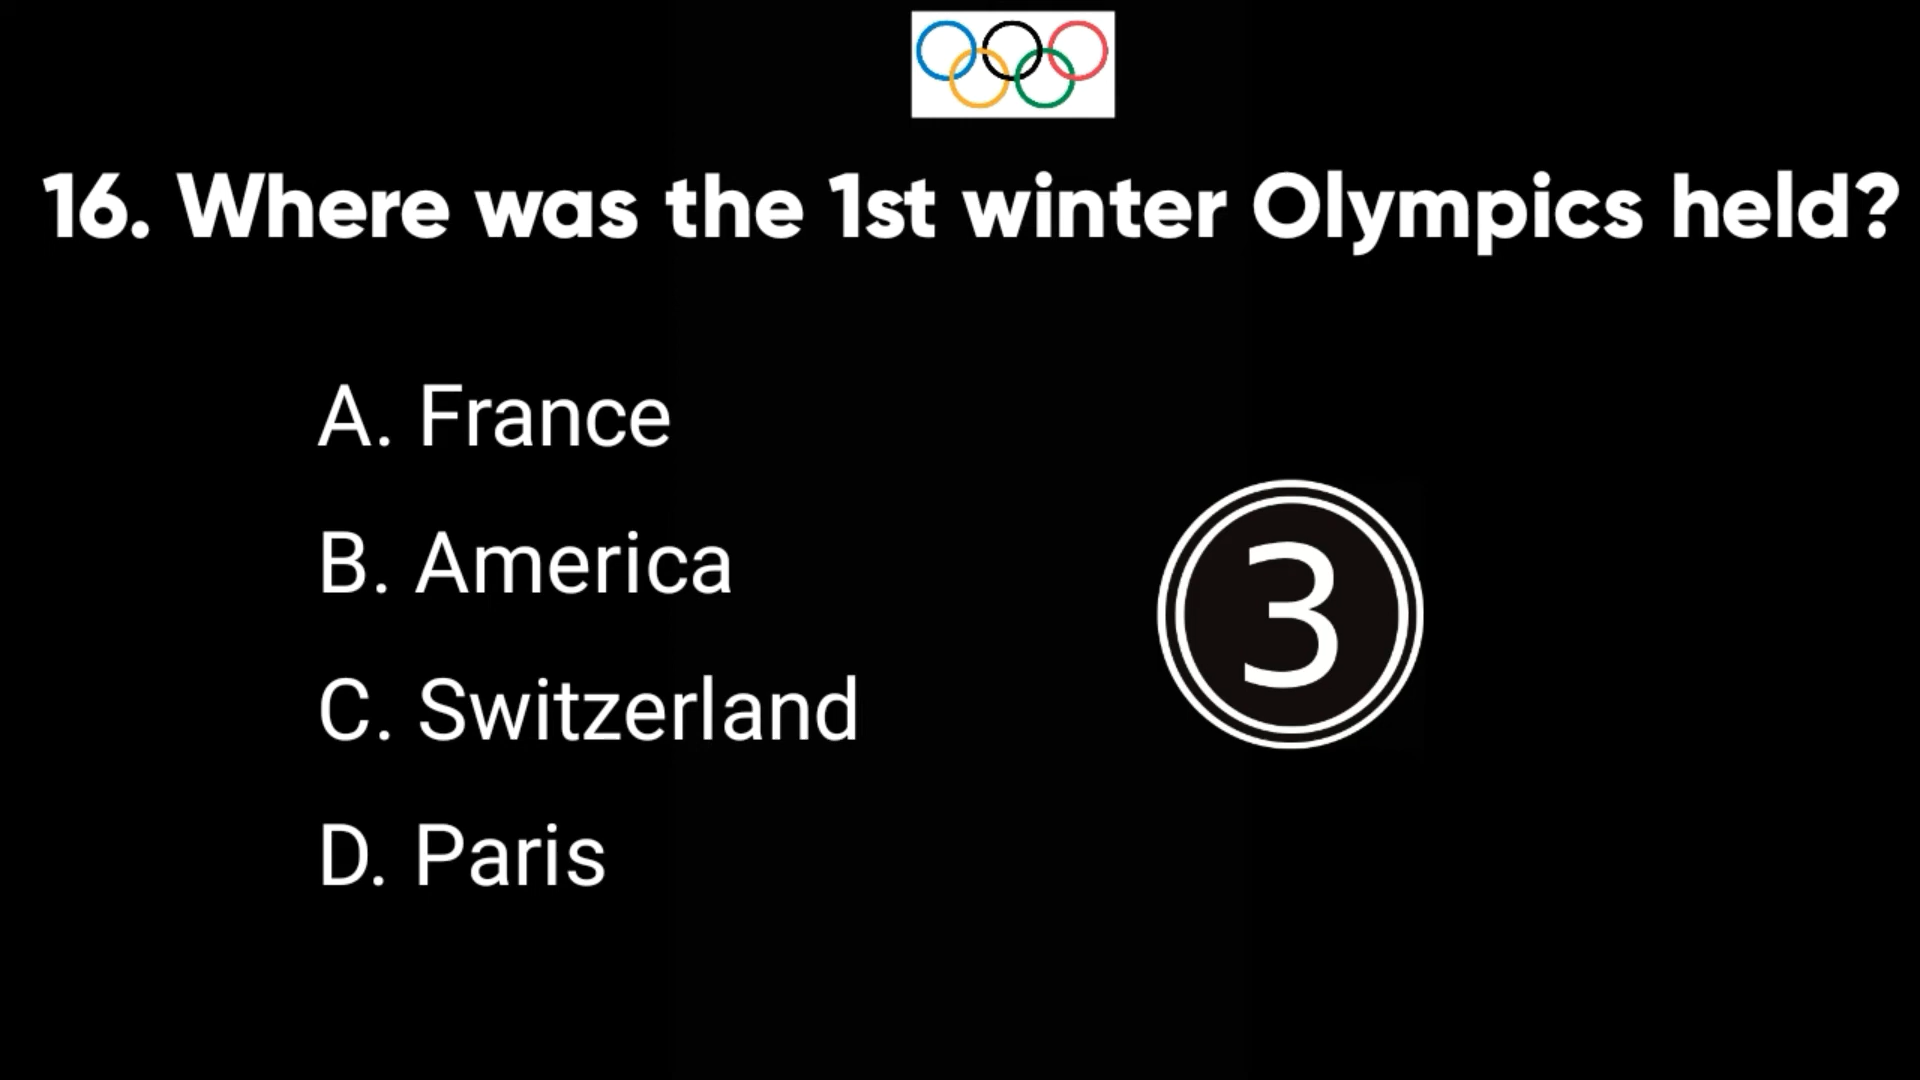 16. Where was the 1st winter Olympics held?
A. France
B. America
C. Switzerland
D. Paris
3